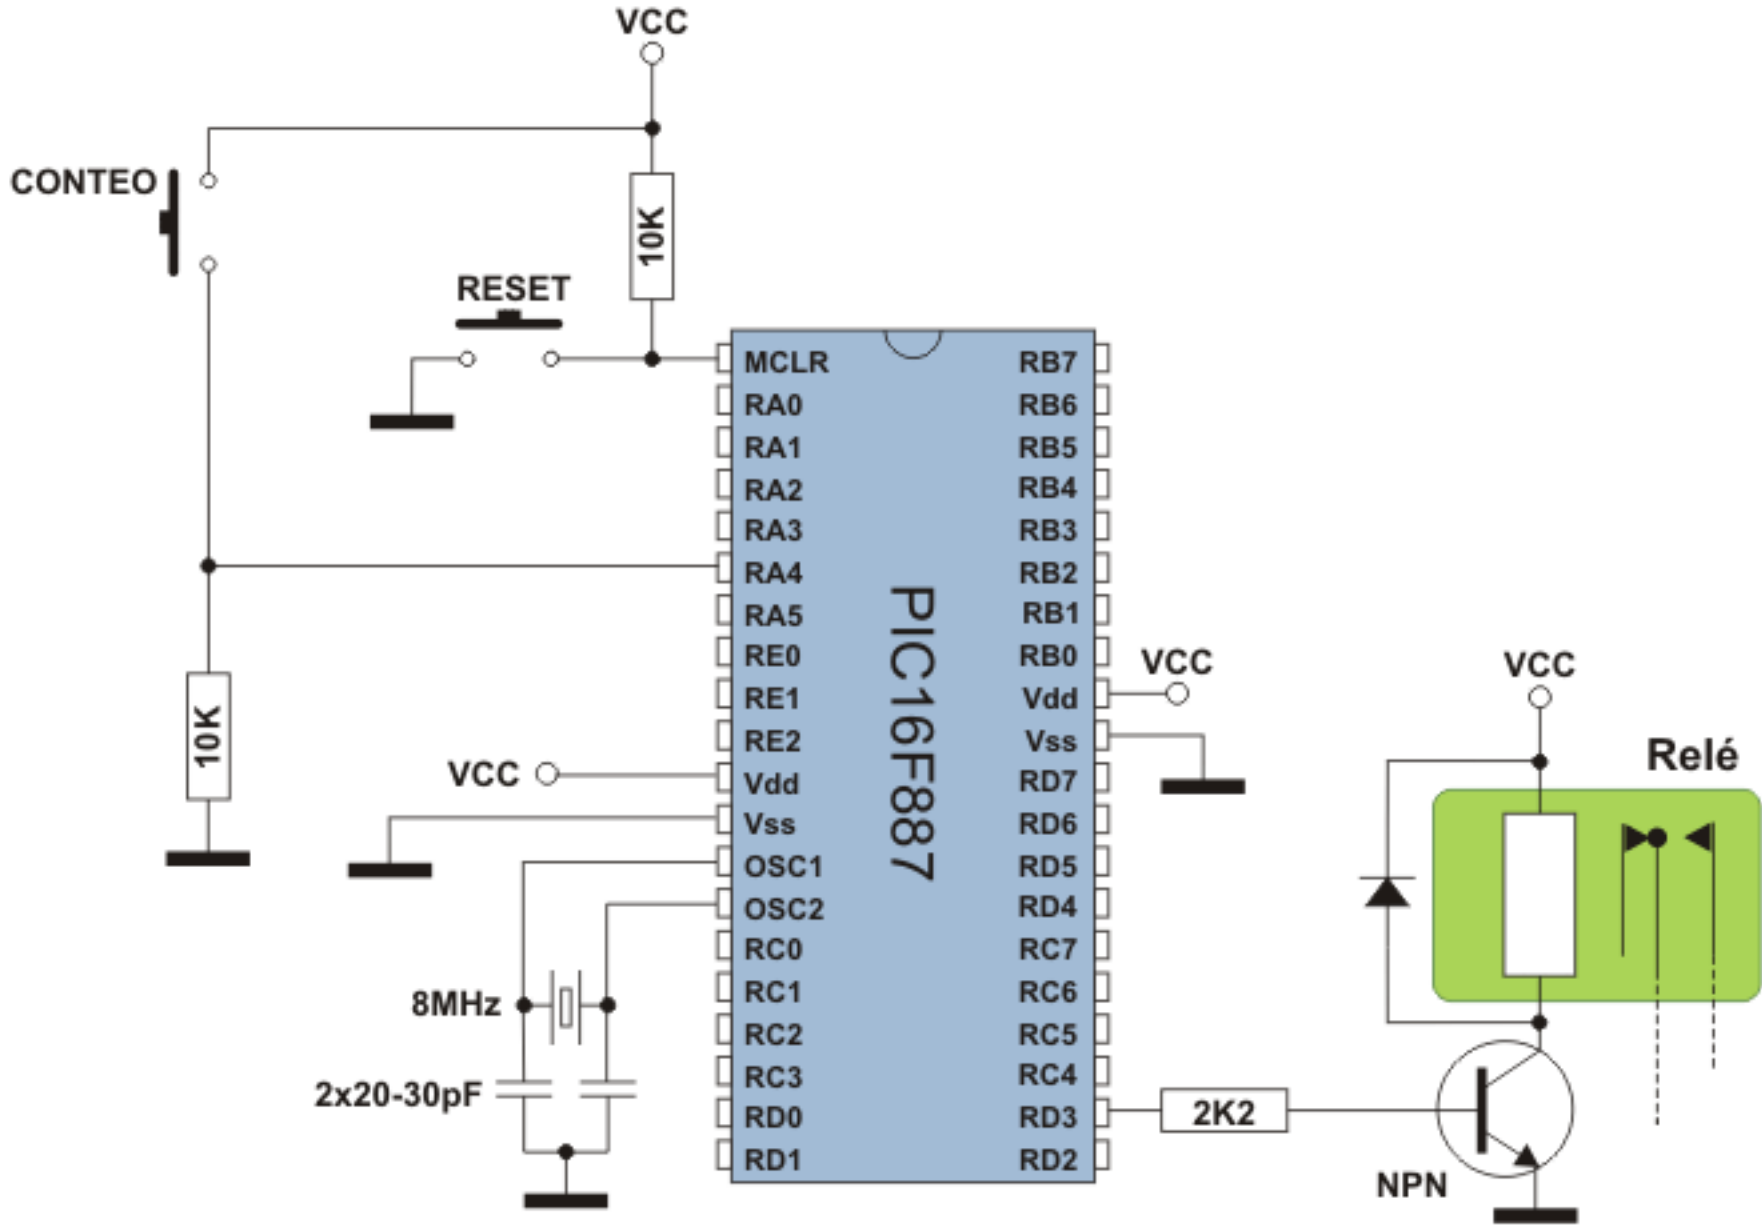 VCC
CONTEO
10K
RESET
MCLR
RA0
RA1
RA2
RA3
RA4
RA5
RE0
RE1
RE2
Vdd
Vss
OSC1
OSC2
RC0
RC1
RC2
RC3
RD0
RD1
PIC16F887
RB7
RB6
RB5
RB4
RB3
RB2
RB1
RB0
Vdd
Vss
RD7
RD6
RD5
RD4
RC7
RC6
RC5
RC4
RD3
RD2
10K
VCC
8MHz
2x20-30pF
VCC
VCC
Relé
2K2
NPN